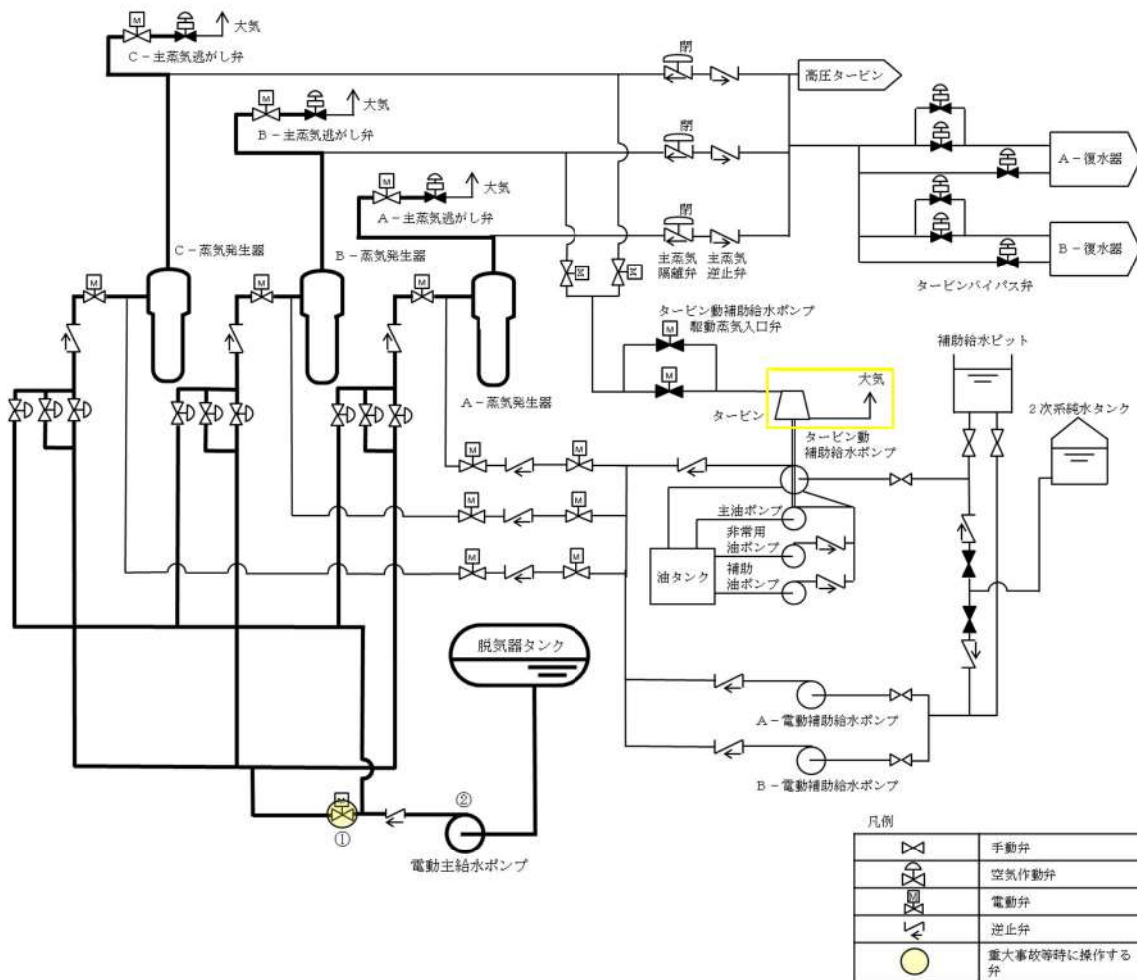 M
大気
C-主蒸気逃がし弁
M
大気
B-主蒸気逃がし弁
M
大気
A-主蒸気逃がし弁
閉
高圧タービン
閉
閉
主蒸気
隔離弁
主蒸気
逆止弁
A-復水器
B-復水器
タービンバイパス弁
C-蒸気発生器
B-蒸気発生器
A-蒸気発生器
M
M
M
M
M
タービン動補助給水ポンプ
駆動蒸気入口弁
M
M
大気
タービン
タービン動
補助給水ポンプ
補助給水ピット
2次系純水タンク
M
M
M
M
M
M
主油ポンプ
非常用
油ポンプ
補助
油ポンプ
油タンク
脱気器タンク
A-電動補助給水ポンプ
B-電動補助給水ポンプ
M
①
②
電動主給水ポンプ
凡例
手動弁
空気作動弁
M
電動弁
逆止弁
重大事故等時に操作する
弁